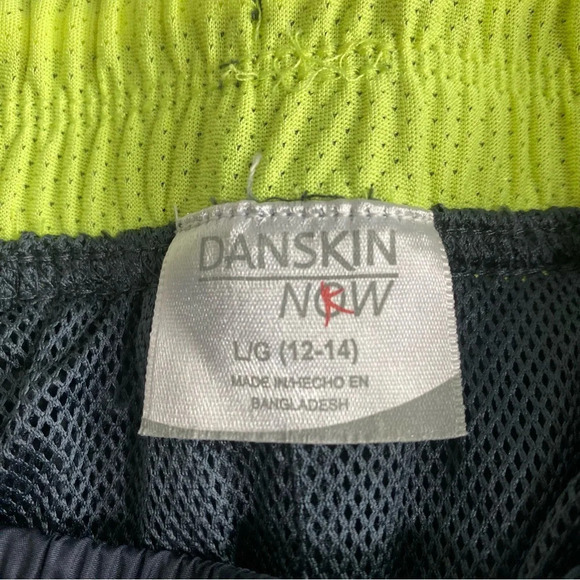 DANSKIN
NOW
K
L/G (12-14)
MADE IN/HECHO EN
BANGLADESH